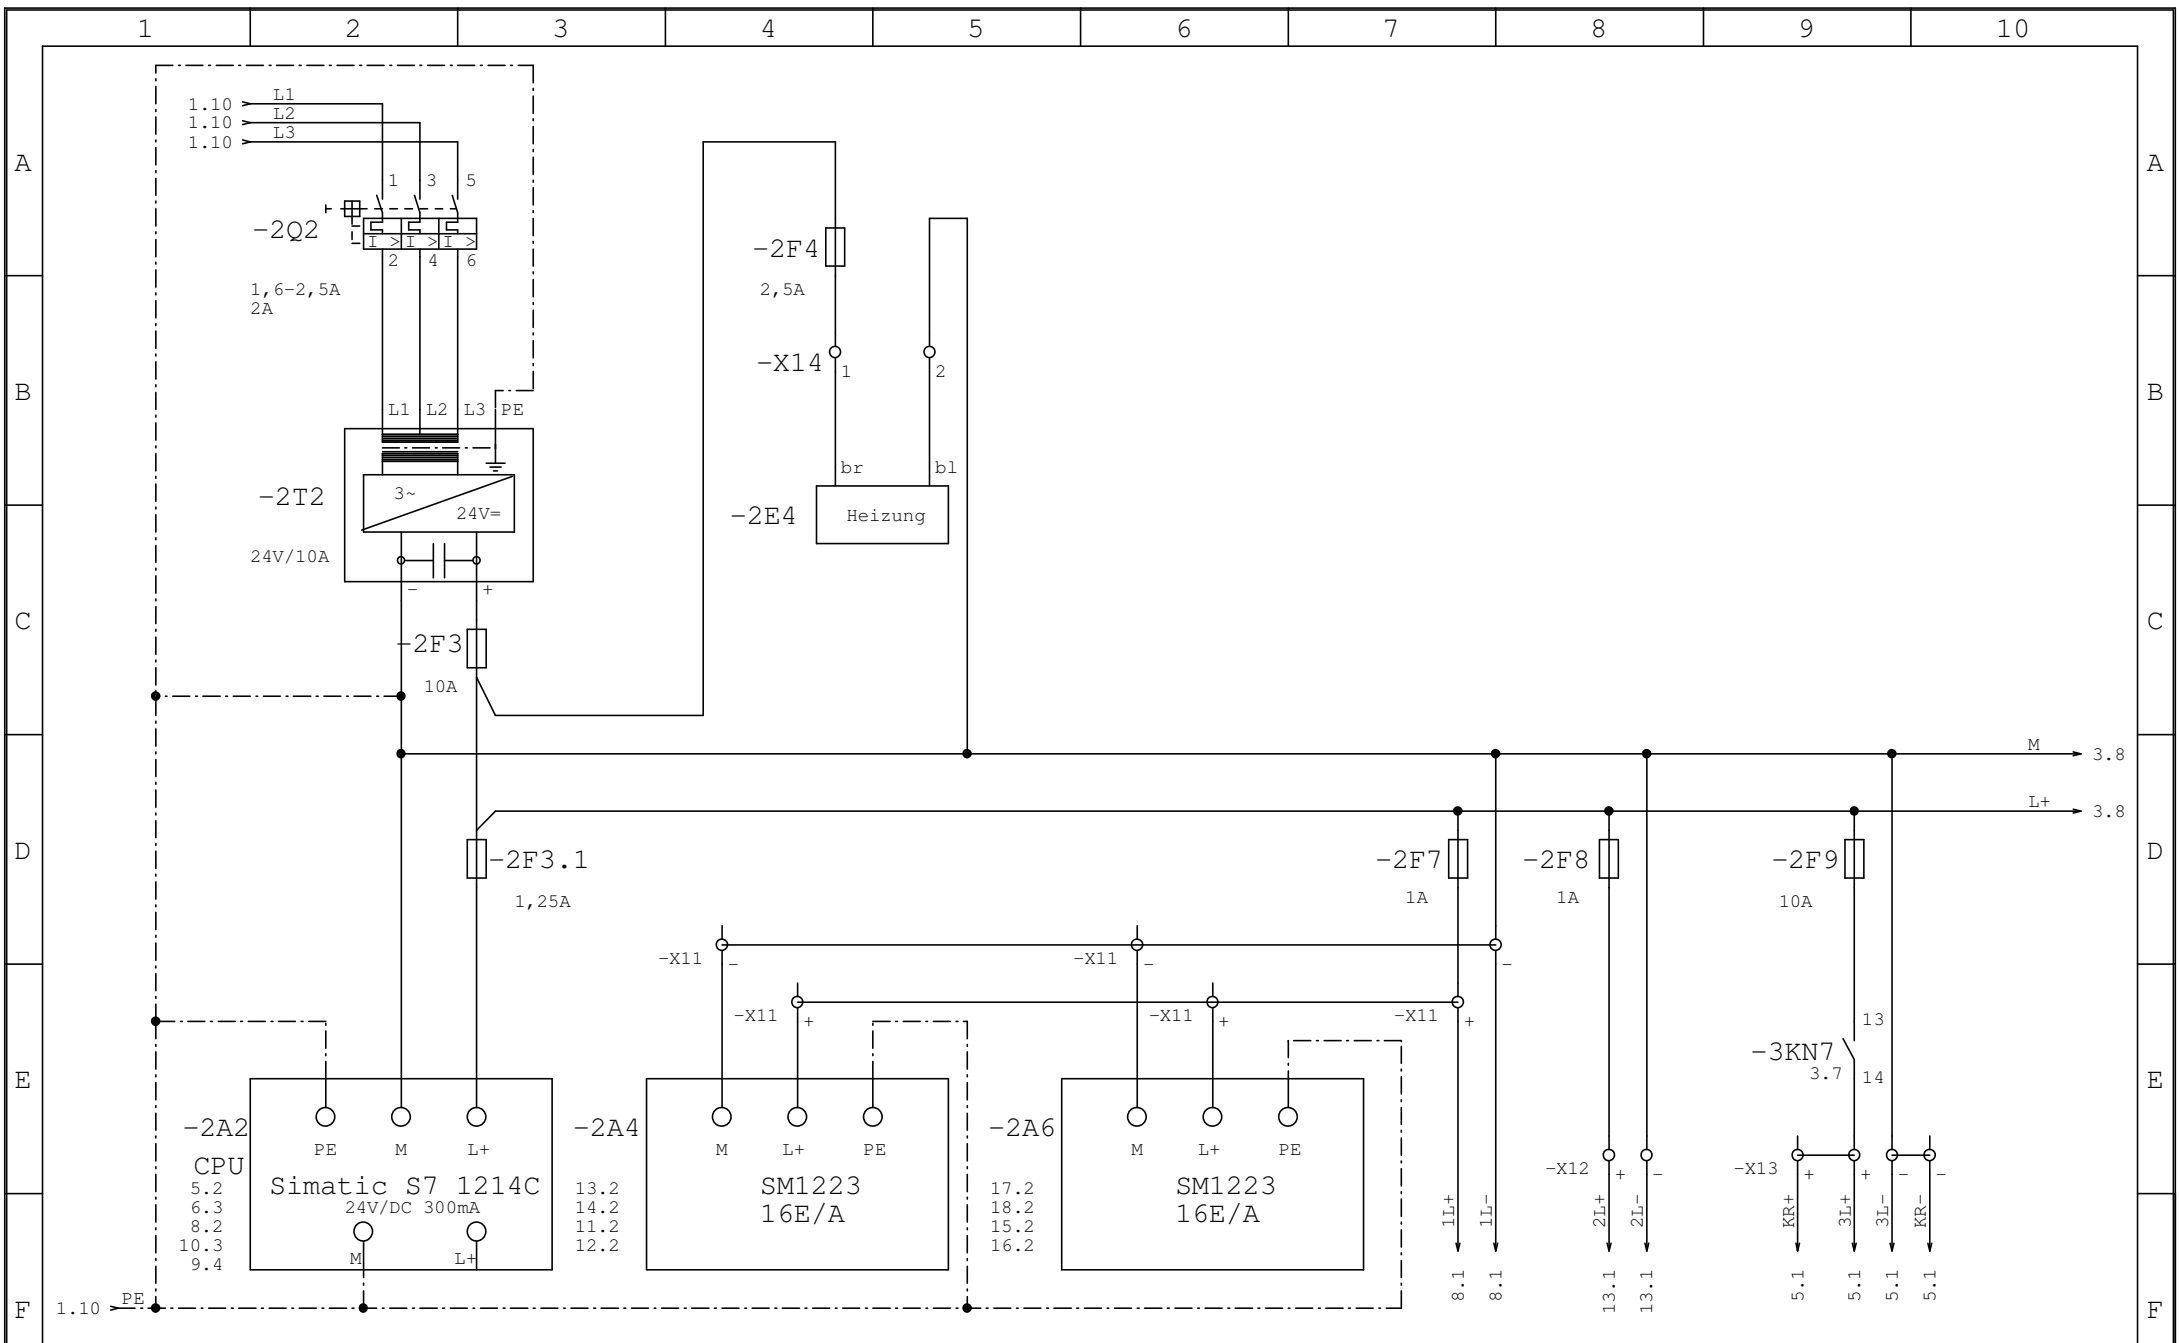 1 2 3 4 5 6 7 8 9 10
A A
B B
C C
D D
E E
F F
1.10 L1
1.10 L2
1.10 L3
1 3 5
-2Q2
I > I > I >
2 4 6
1,6-2,5A
2A
L1 L2 L3 PE
-2T2
3~
24V=
24V/10A
- +
-2F3
10A
-2F4
2,5A
-X14 1 2
br bl
-2E4 Heizung
M 3.8
L+ 3.8
-2F3.1
1,25A
-2F7
1A
-2F8
1A
-2F9
10A
-X11 - -X11 - -
-X11 + -X11 + -X11 +
13
-3KN7
3.7 14
-2A2
CPU
5.2
6.3
8.2
10.3
9.4
PE M L+
Simatic S7 1214C
24V/DC 300mA
M L+
-2A4
13.2
14.2
11.2
12.2
M L+ PE
SM1223
16E/A
-2A6
17.2
18.2
15.2
16.2
M L+ PE
SM1223
16E/A
-X12 + -
-X13 + + - -
1L+ 1L- 2L+ 2L- KR+ 3L+ 3L- KR-
8.1 8.1 13.1 13.1 5.1 5.1 5.1 5.1
1.10 PE